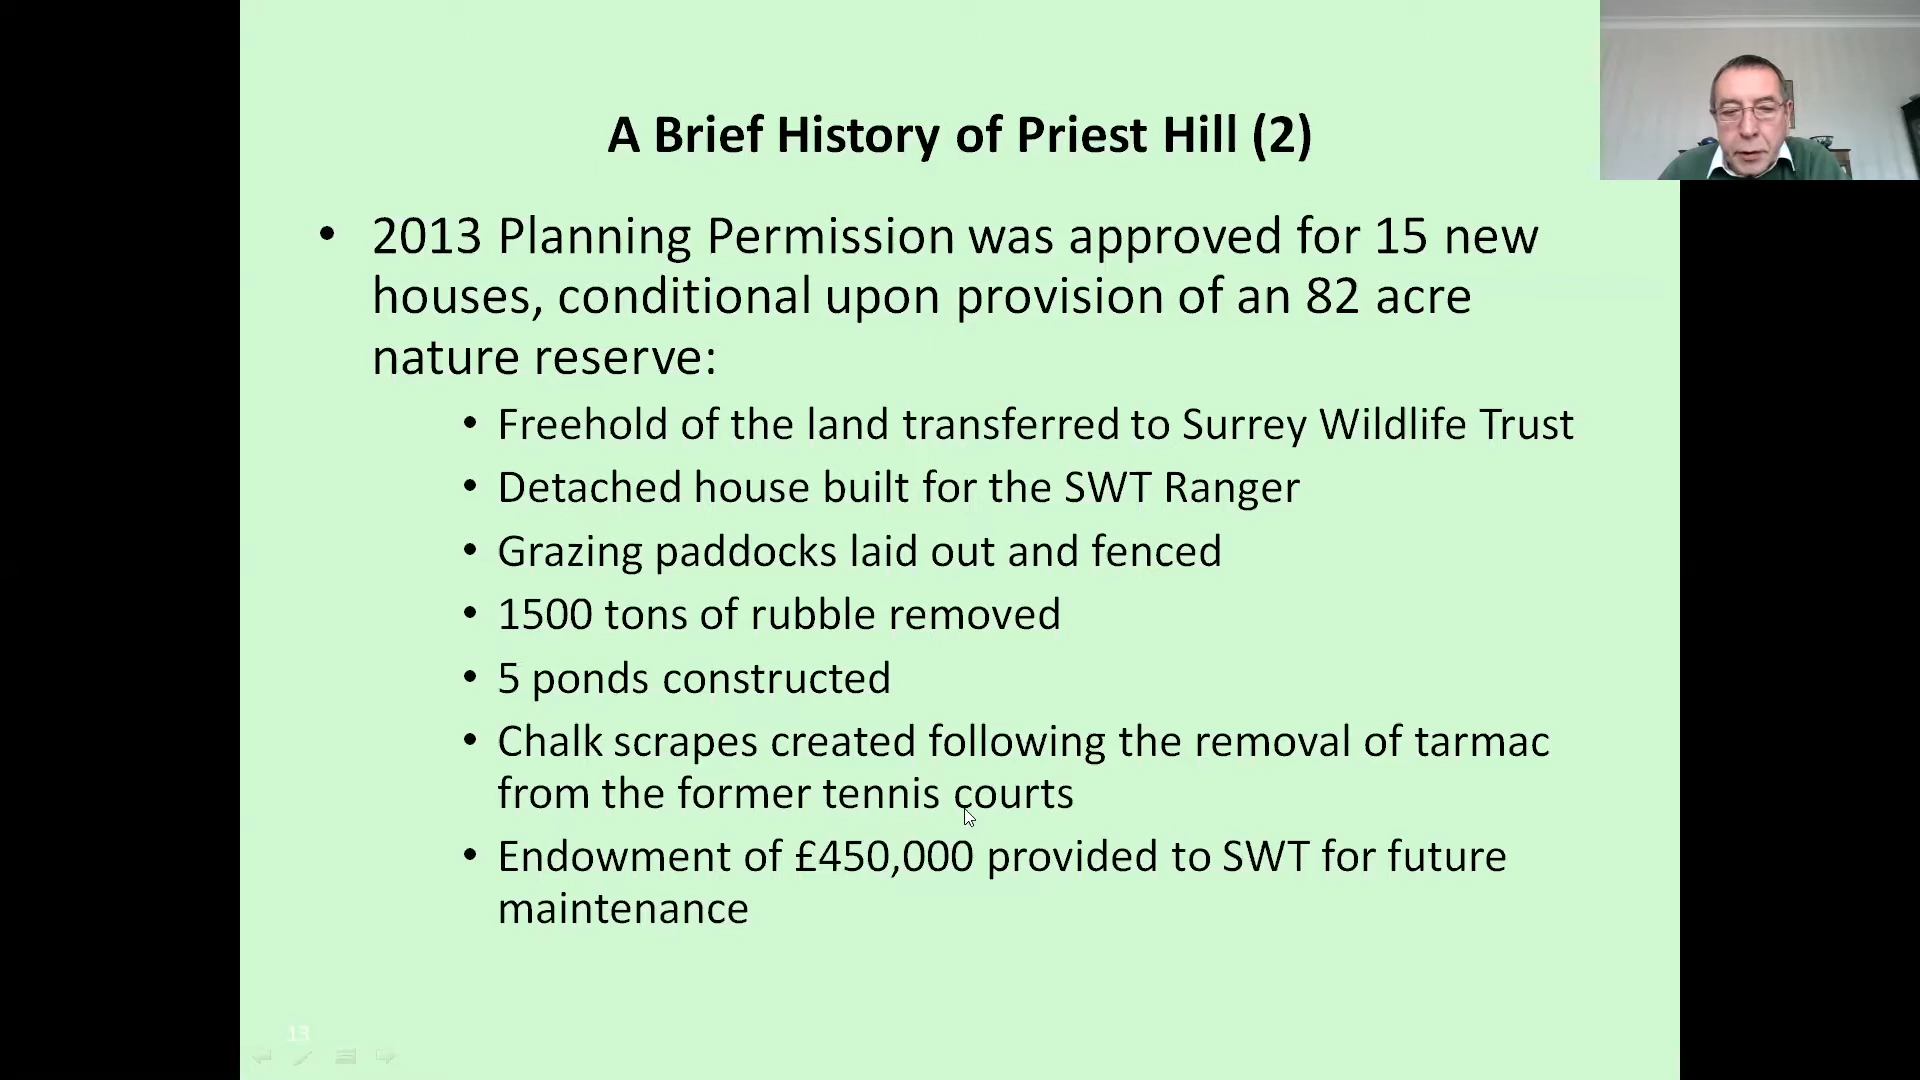 A Brief History of Priest Hill (2)
• 2013 Planning Permission was approved for 15 new
houses, conditional upon provision of an 82 acre
nature reserve:
• Freehold of the land transferred to Surrey Wildlife Trust
• Detached house built for the SWT Ranger
• Grazing paddocks laid out and fenced
• 1500 tons of rubble removed
• 5 ponds constructed
• Chalk scrapes created following the removal of tarmac
from the former tennis courts
• Endowment of £450,000 provided to SWT for future
maintenance
13